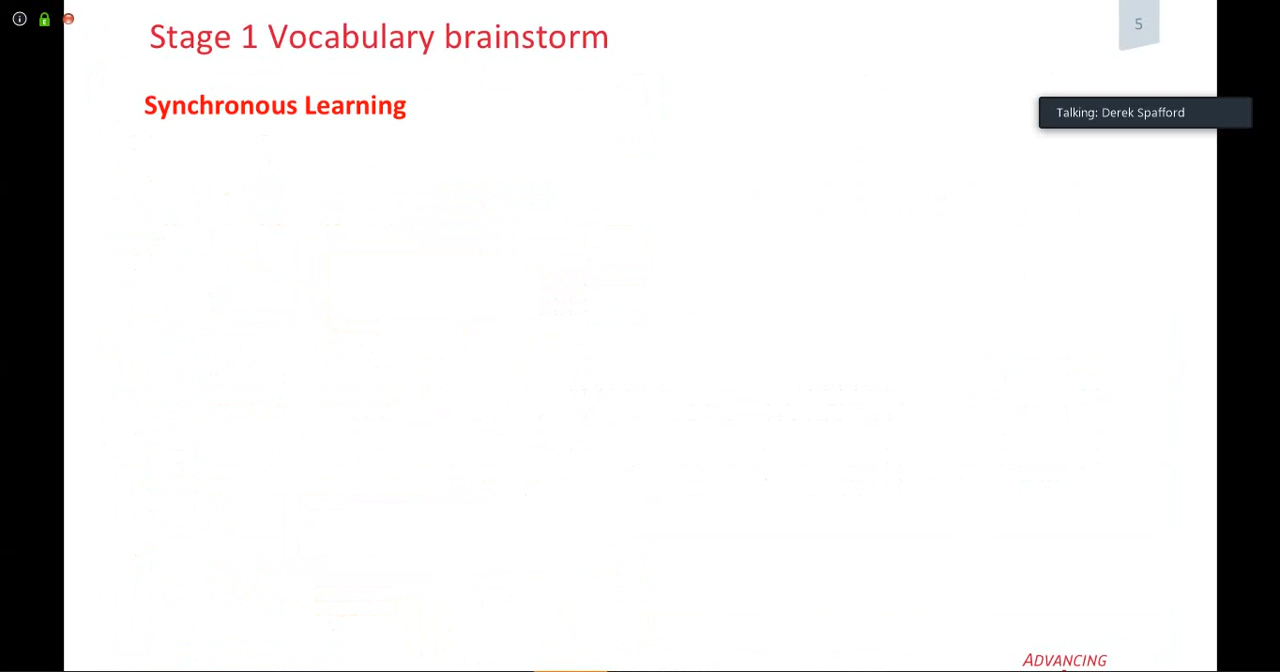 Stage 1 Vocabulary brainstorm
5
Synchronous Learning
Talking: Derek Spafford
ADVANCING